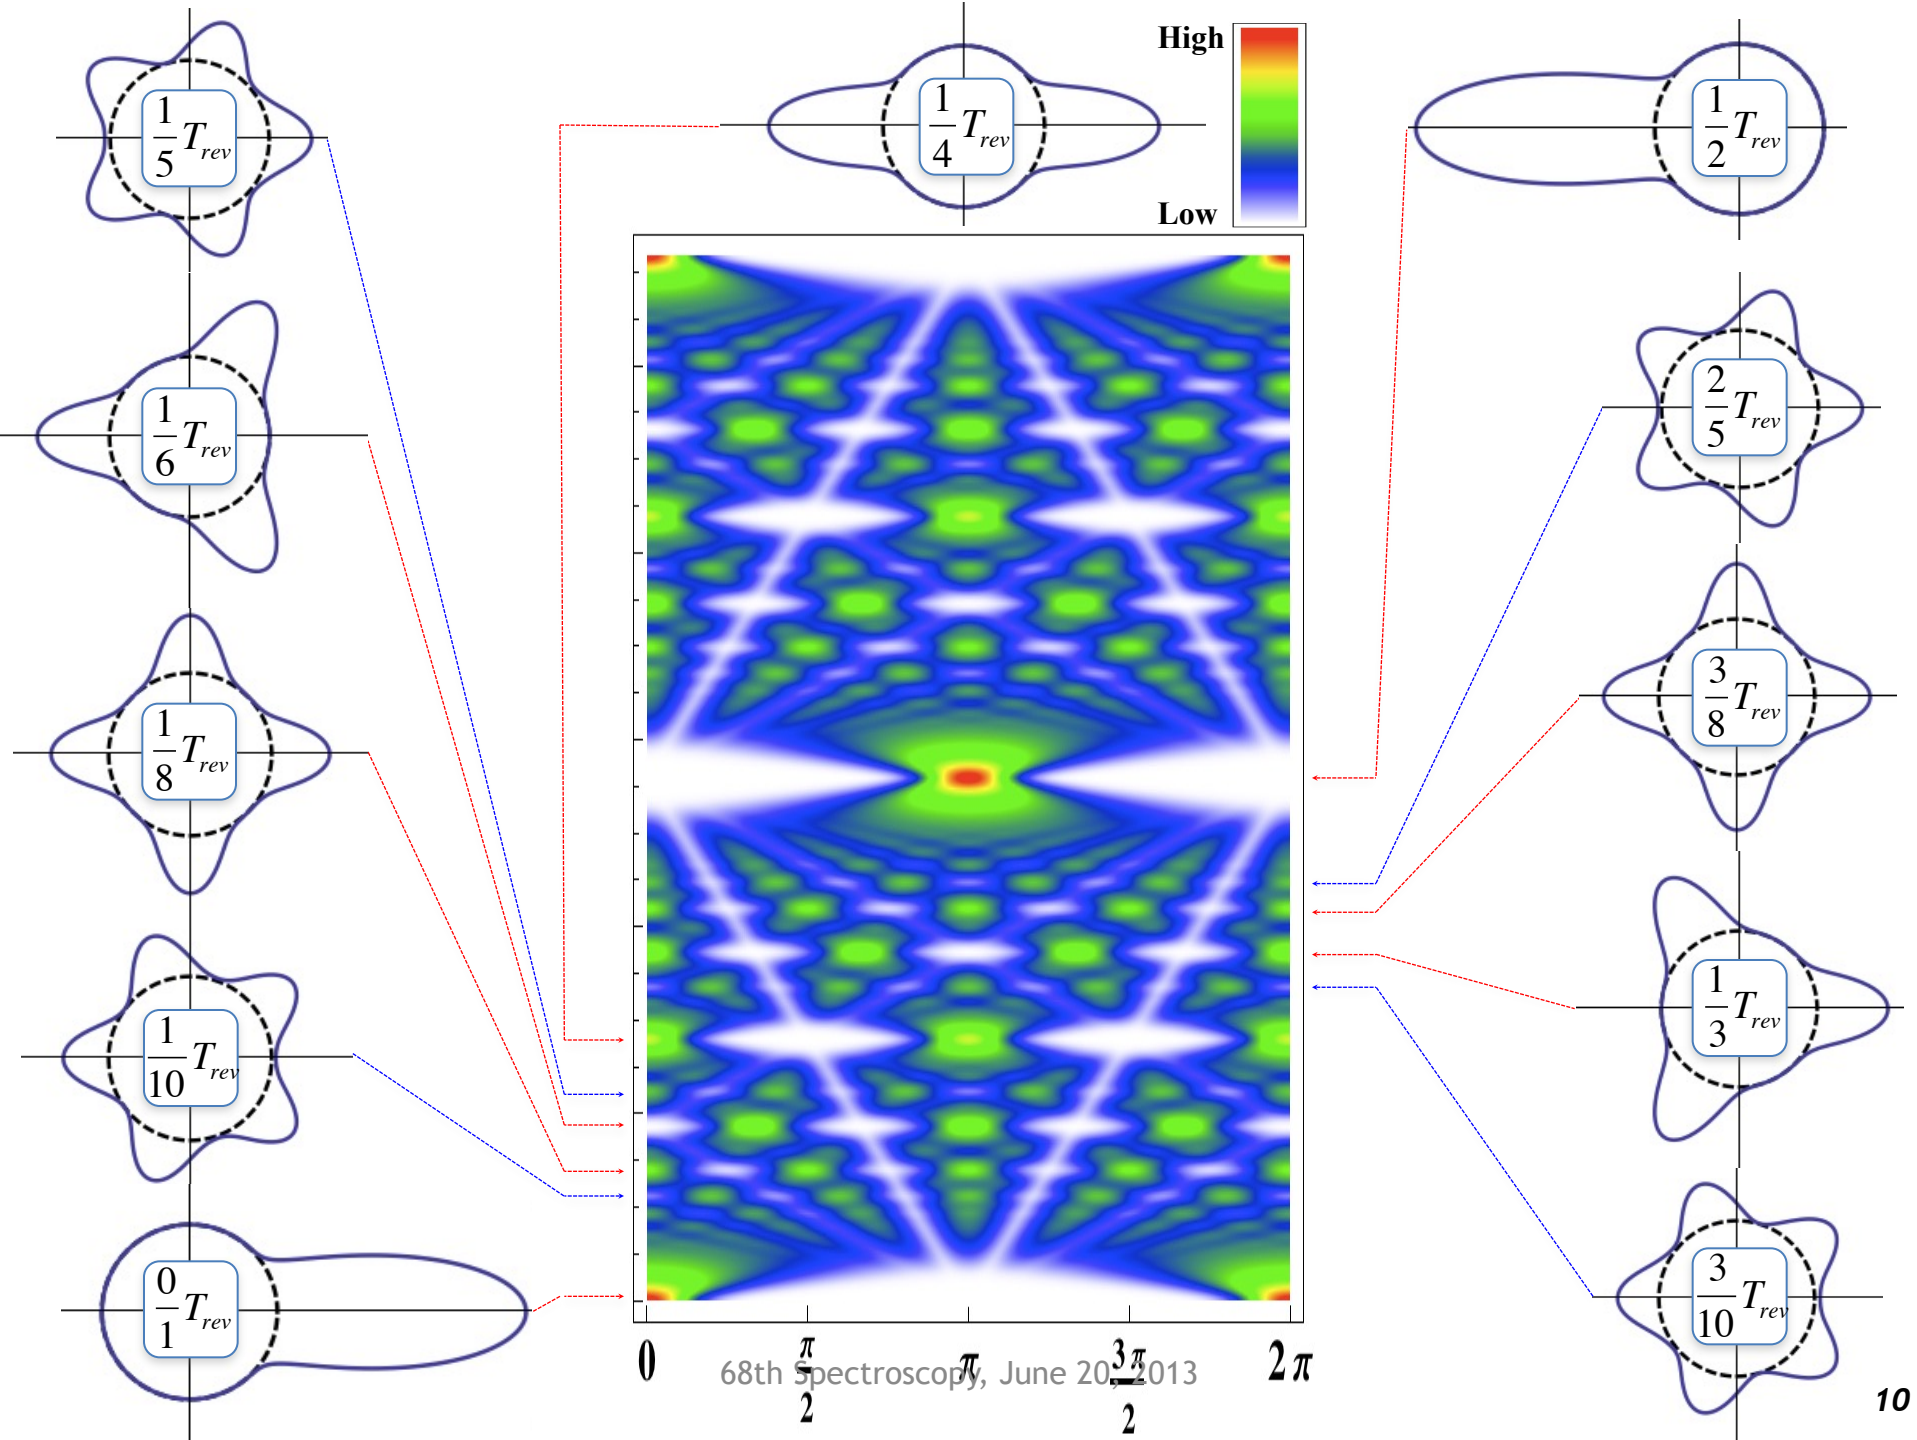 1/5 T_rev
1/4 T_rev
High
Low
1/2 T_rev
1/6 T_rev
2/5 T_rev
1/8 T_rev
3/8 T_rev
1/10 T_rev
1/3 T_rev
0/1 T_rev
3/10 T_rev
0 π/2 π 3π/2 2π
68th Spectroscopy, June 20, 2013
10